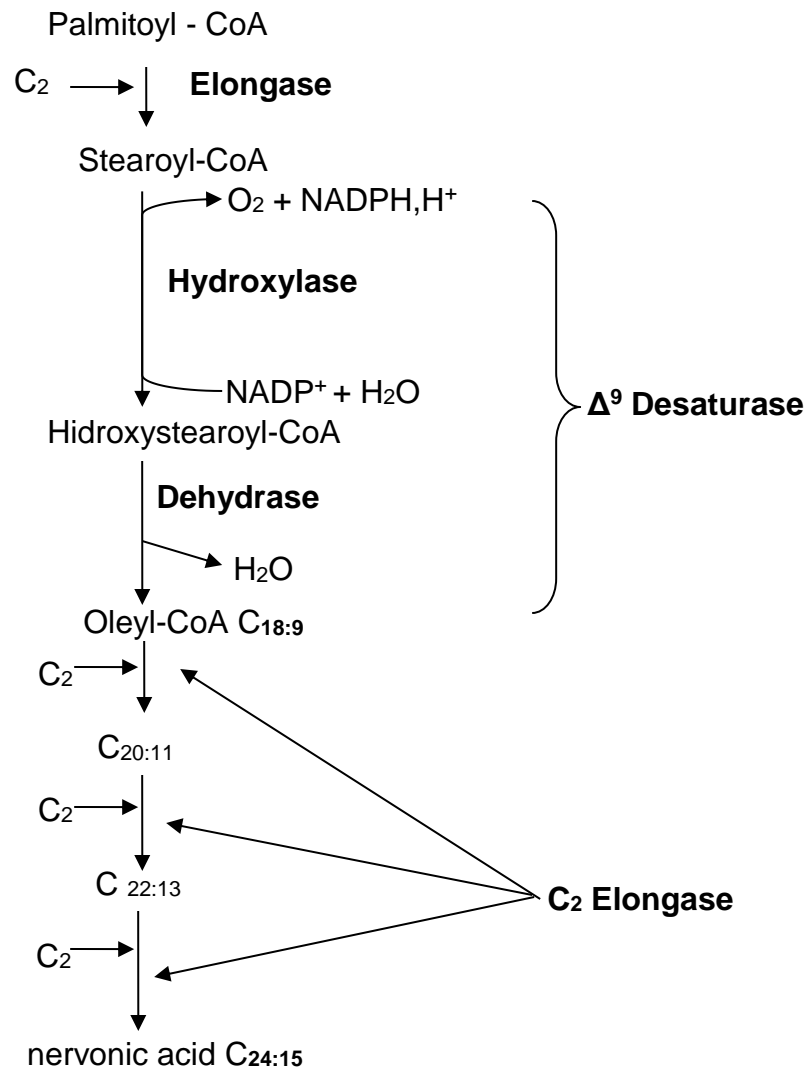 Palmitoyl - CoA
C₂
Elongase
Stearoyl-CoA
O₂ + NADPH,H⁺
Hydroxylase
NADP⁺ + H₂O
Δ⁹ Desaturase
Hidroxystearoyl-CoA
Dehydrase
H₂O
Oleyl-CoA C₁₈:₉
C₂
C₂₀:₁₁
C₂
C ₂₂:₁₃
C₂ Elongase
C₂
nervonic acid C₂₄:₁₅